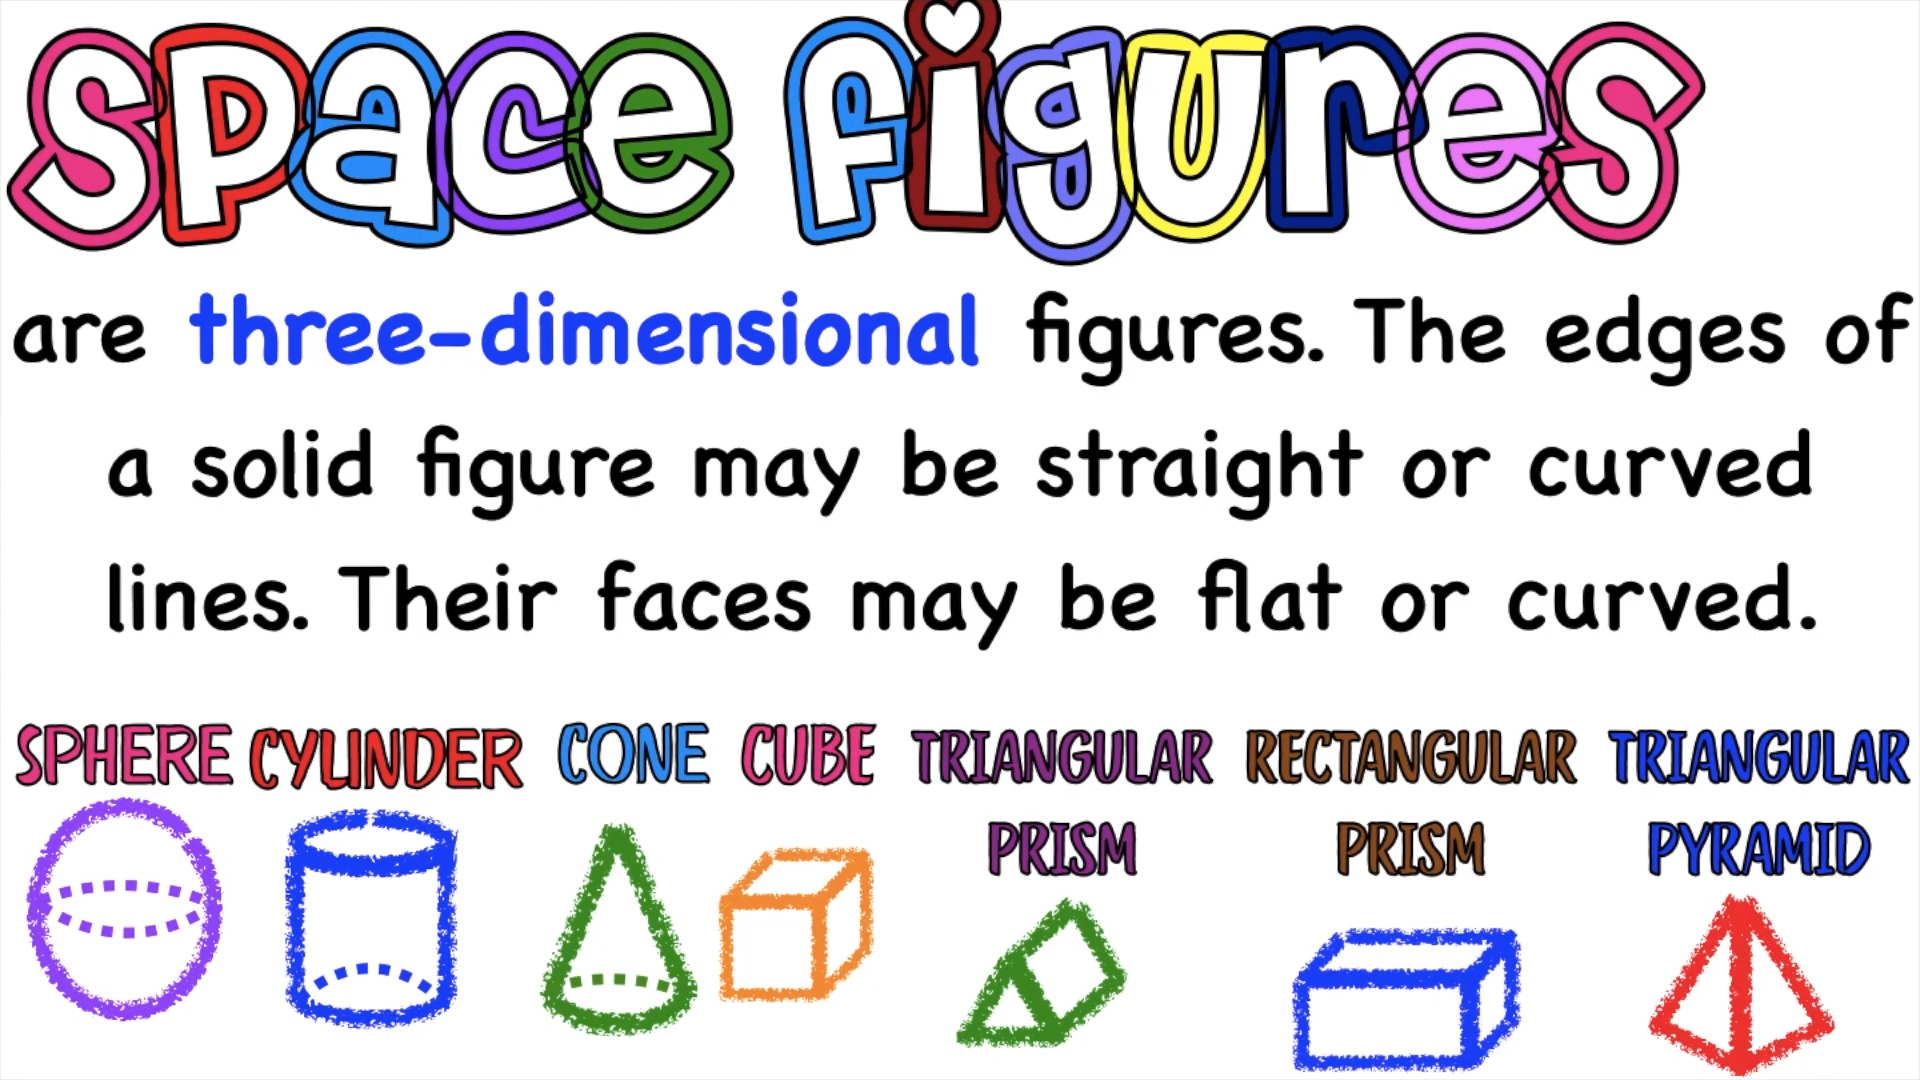 space figures
are three-dimensional figures. The edges of
a solid figure may be straight or curved
lines. Their faces may be flat or curved.
SPHERE CYLINDER CONE CUBE TRIANGULAR PRISM RECTANGULAR PRISM TRIANGULAR PYRAMID